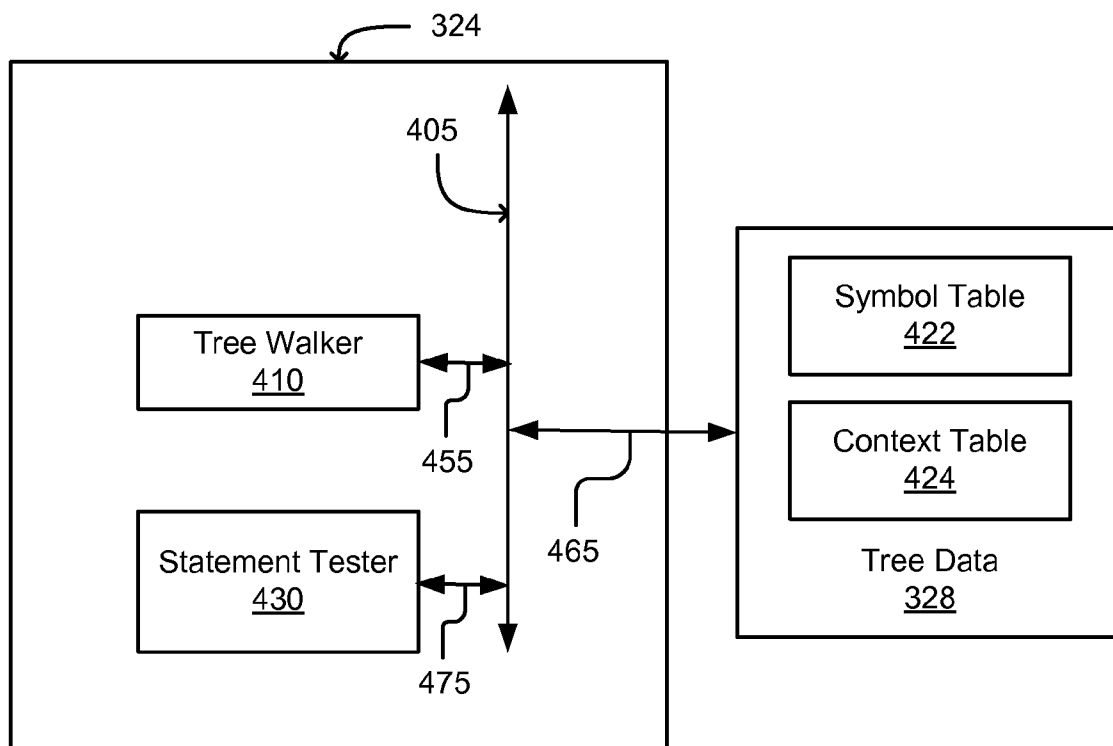 324
405
Symbol Table
422
Tree Walker
410
Context Table
424
455
465
Statement Tester
430
Tree Data
328
475